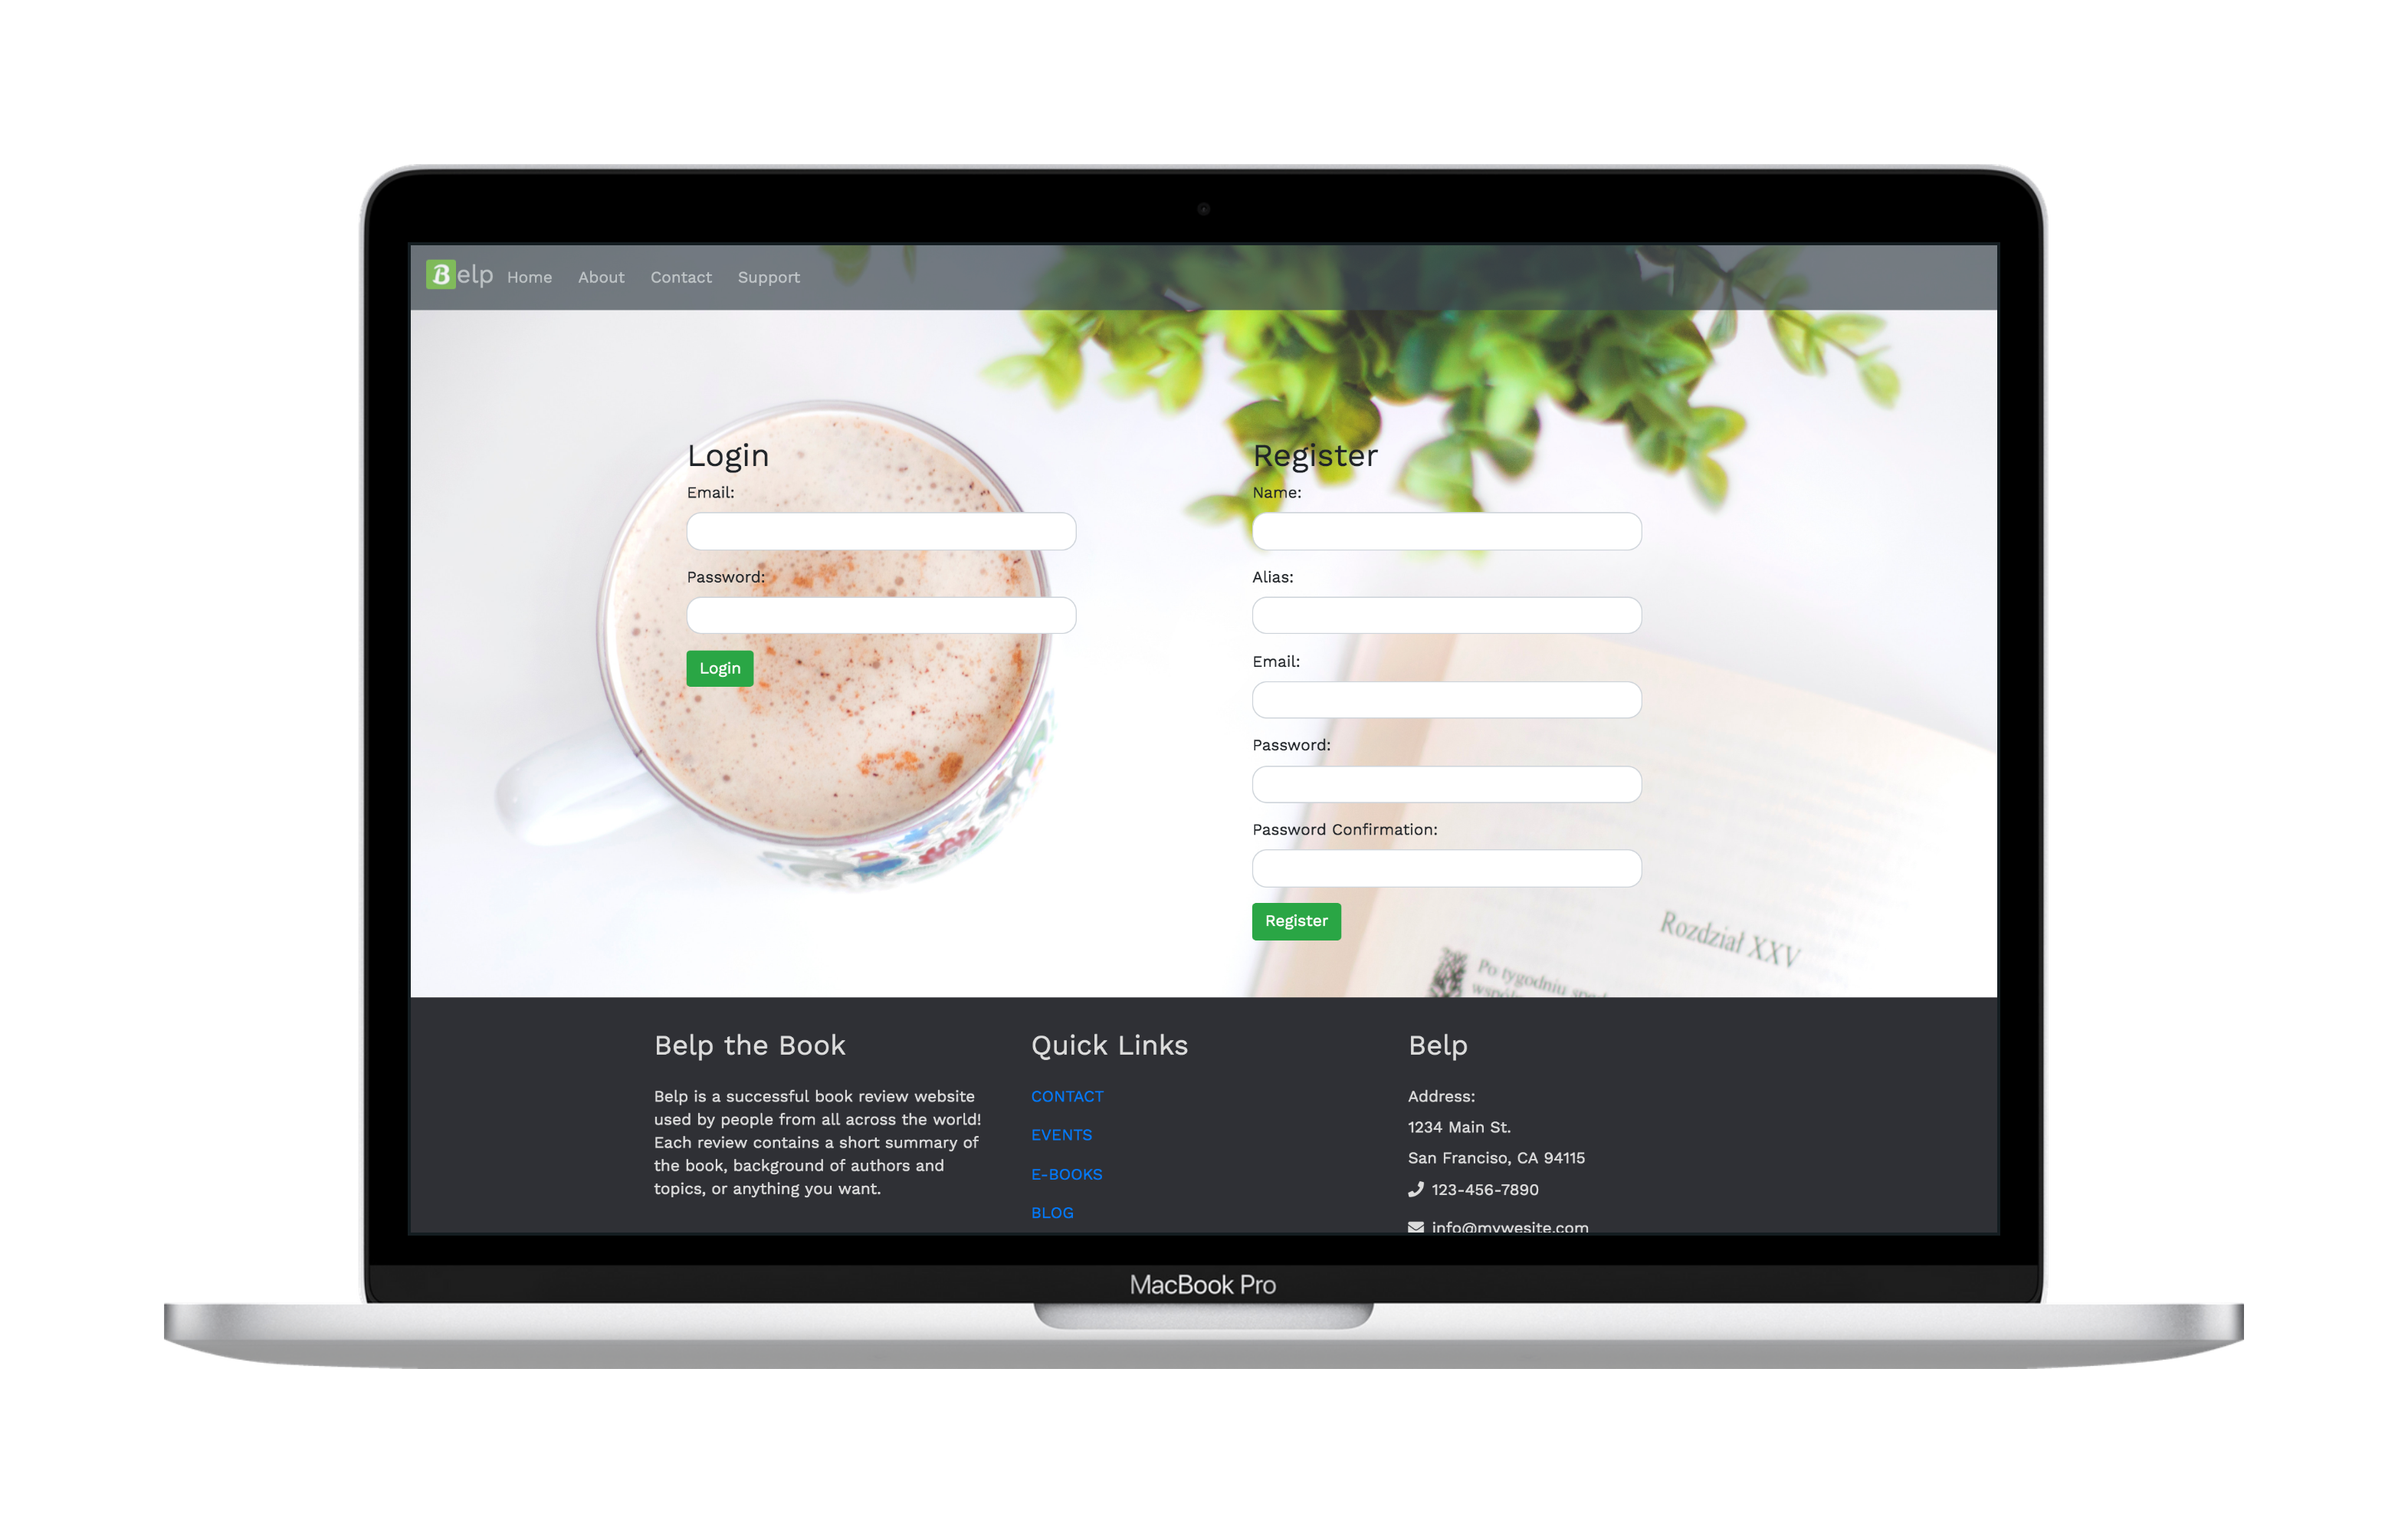 Belp Home About Contact Support
Login
Email:
Password:
Login
Register
Name:
Alias:
Email:
Password:
Password Confirmation:
Register
Rozdział XXV
Po tygodniu
Belp the Book
Belp is a successful book review website
used by people from all across the world!
Each review contains a short summary of
the book, background of authors and
topics, or anything you want.
Quick Links
CONTACT
EVENTS
E-BOOKS
BLOG
Belp
Address:
1234 Main St.
San Franciso, CA 94115
123-456-7890
info@mywesite.com
MacBook Pro